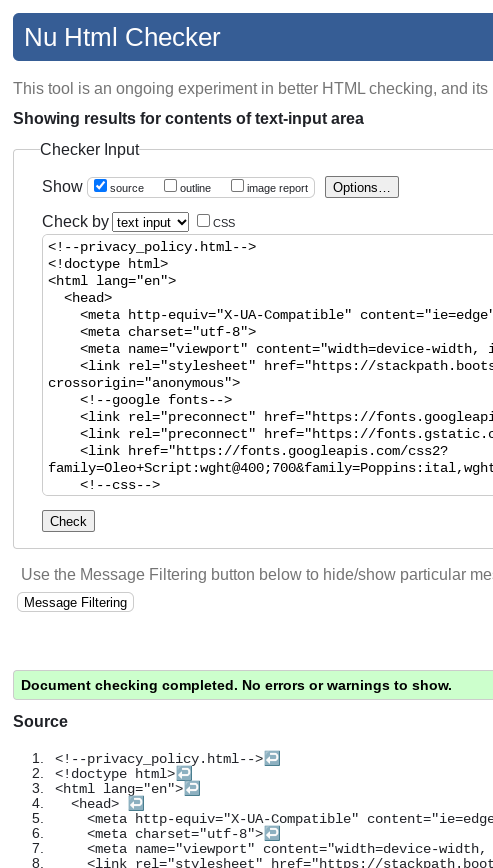 Nu Html Checker
This tool is an ongoing experiment in better HTML checking, and its
Showing results for contents of text-input area
Checker Input
Show source outline image report Options...
Check by text input CSS
<!--privacy_policy.html-->
<!doctype html>
<html lang="en">
  <head>
    <meta http-equiv="X-UA-Compatible" content="ie=edge"
    <meta charset="utf-8">
    <meta name="viewport" content="width=device-width, i
    <link rel="stylesheet" href="https://stackpath.boots
crossorigin="anonymous">
    <!--google fonts-->
    <link rel="preconnect" href="https://fonts.googleapi
    <link rel="preconnect" href="https://fonts.gstatic.c
    <link href="https://fonts.googleapis.com/css2?
family=Oleo+Script:wght@400;700&family=Poppins:ital,wght
    <!--css-->
Check
Use the Message Filtering button below to hide/show particular me
Message Filtering
Document checking completed. No errors or warnings to show.
Source
1. <!--privacy_policy.html-->↩
2. <!doctype html>↩
3. <html lang="en">↩
4.   <head> ↩
5.     <meta http-equiv="X-UA-Compatible" content="ie=edge
6.     <meta charset="utf-8">↩
7.     <meta name="viewport" content="width=device-width,
8.     <link rel="stylesheet" href="https://stackpath.boot